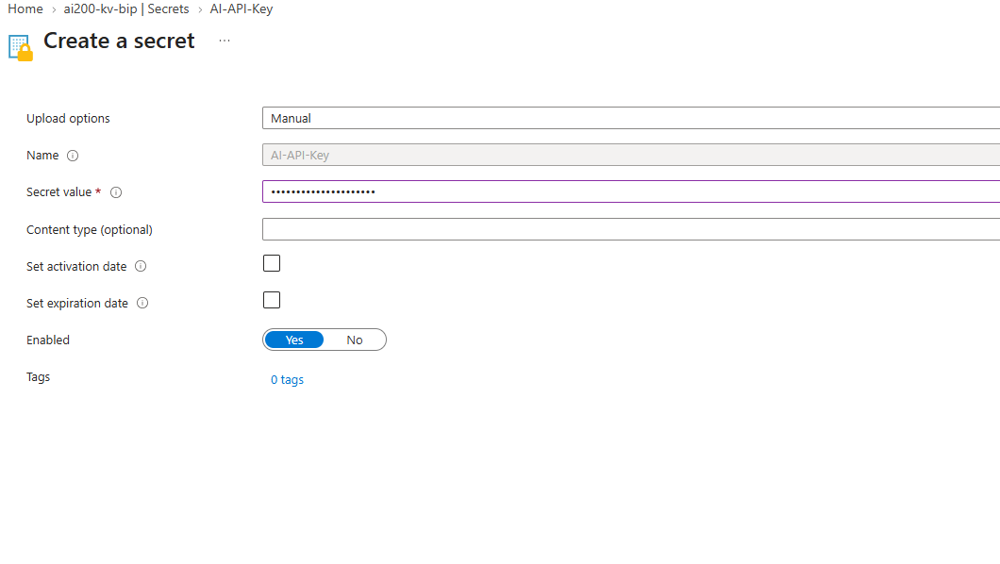 Home > ai200-kv-bip | Secrets > AI-API-Key
Create a secret ...
Upload options
Manual
Name
AI-API-Key
Secret value *
•••••••••••••••••••••
Content type (optional)
Set activation date
Set expiration date
Enabled
Yes No
Tags
0 tags